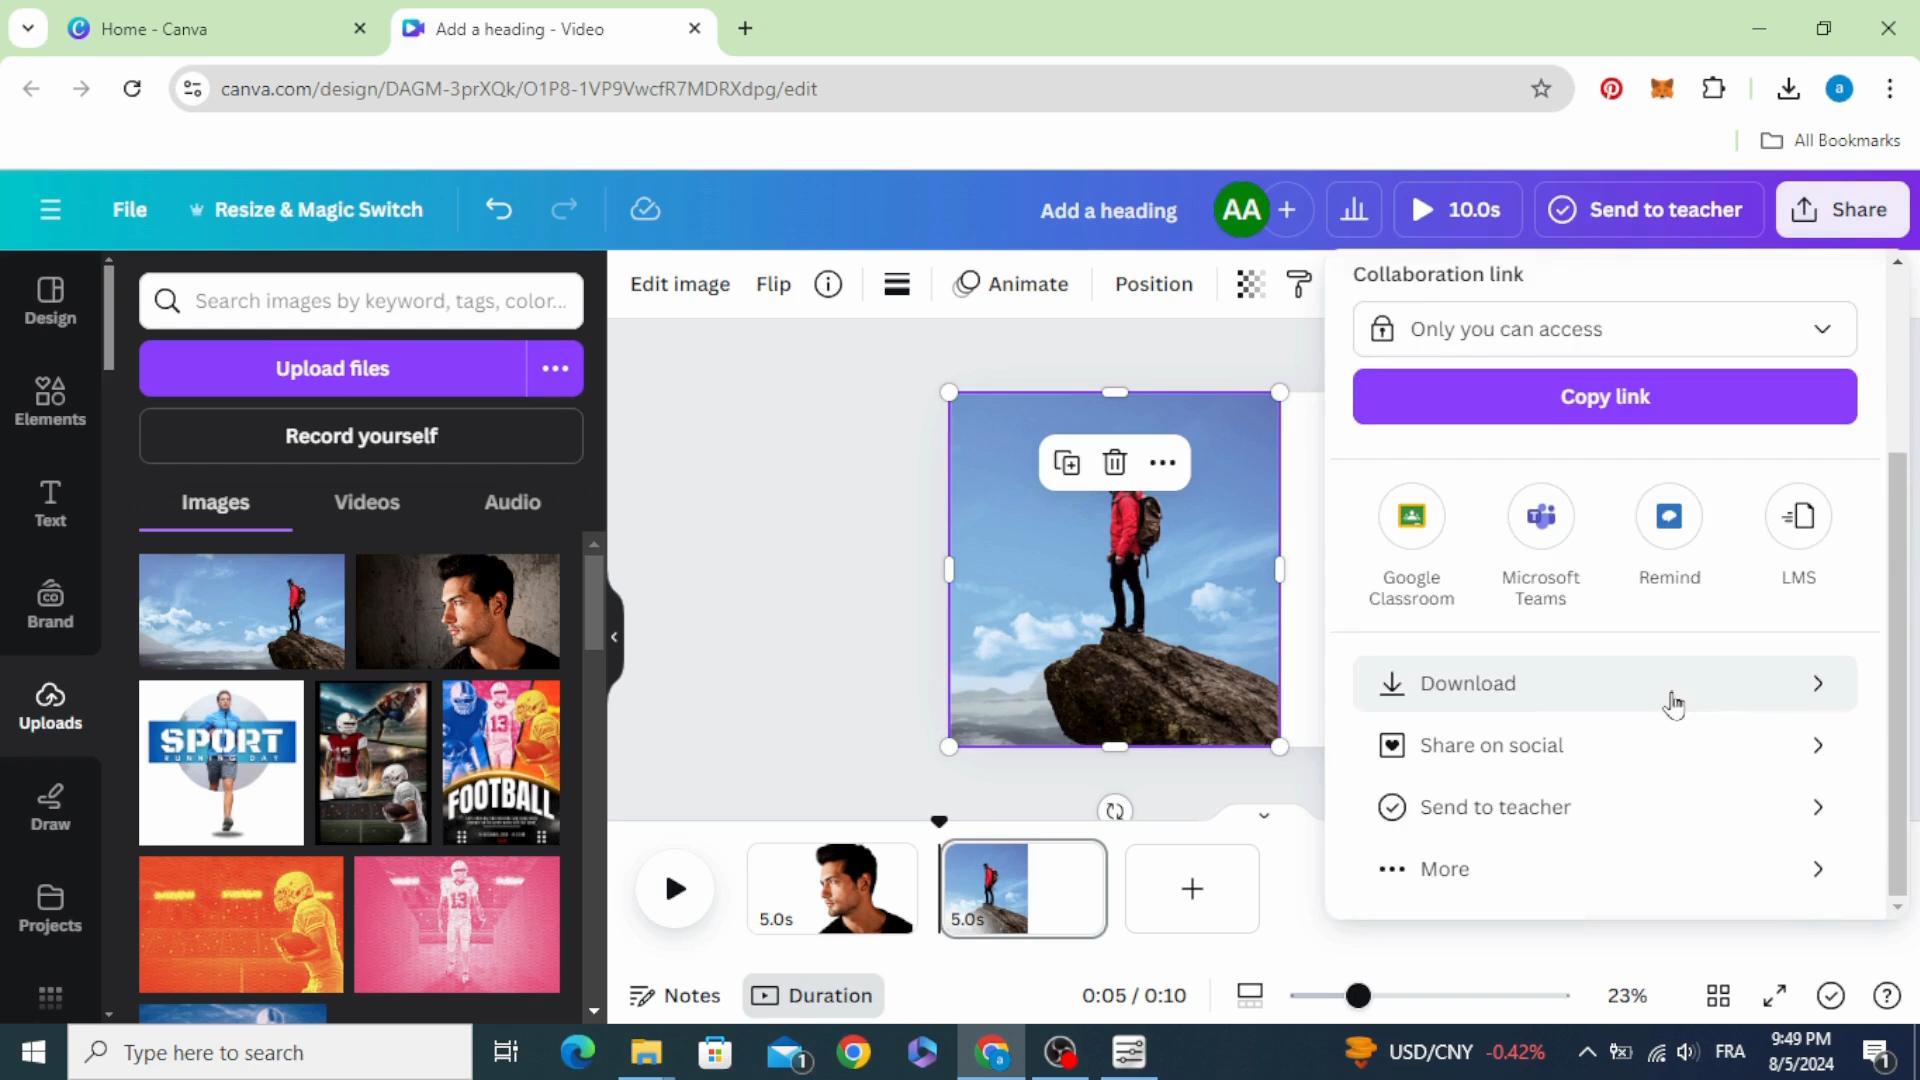 Home - Canva
Add a heading - Video
canva.com/design/DAGM-3prXQk/O1P8-1VP9VwcfR7MDRXdpg/edit
a
All Bookmarks
File
Resize & Magic Switch
Add a heading
AA
10.0s
Send to teacher
Share
Design
Elements
Text
Brand
Uploads
Draw
Projects
Search images by keyword, tags, color...
Upload files
Record yourself
Images
Videos
Audio
SPORT
RUNNING DAY
FOOTBALL
Edit image
Flip
Animate
Position
Collaboration link
Only you can access
Copy link
Google
Classroom
Microsoft
Teams
Remind
LMS
Download
Share on social
Send to teacher
More
5.0s
5.0s
Notes
Duration
0:05 / 0:10
23%
Type here to search
1
a
USD/CNY
-0.42%
FRA
9:49 PM
8/5/2024
1